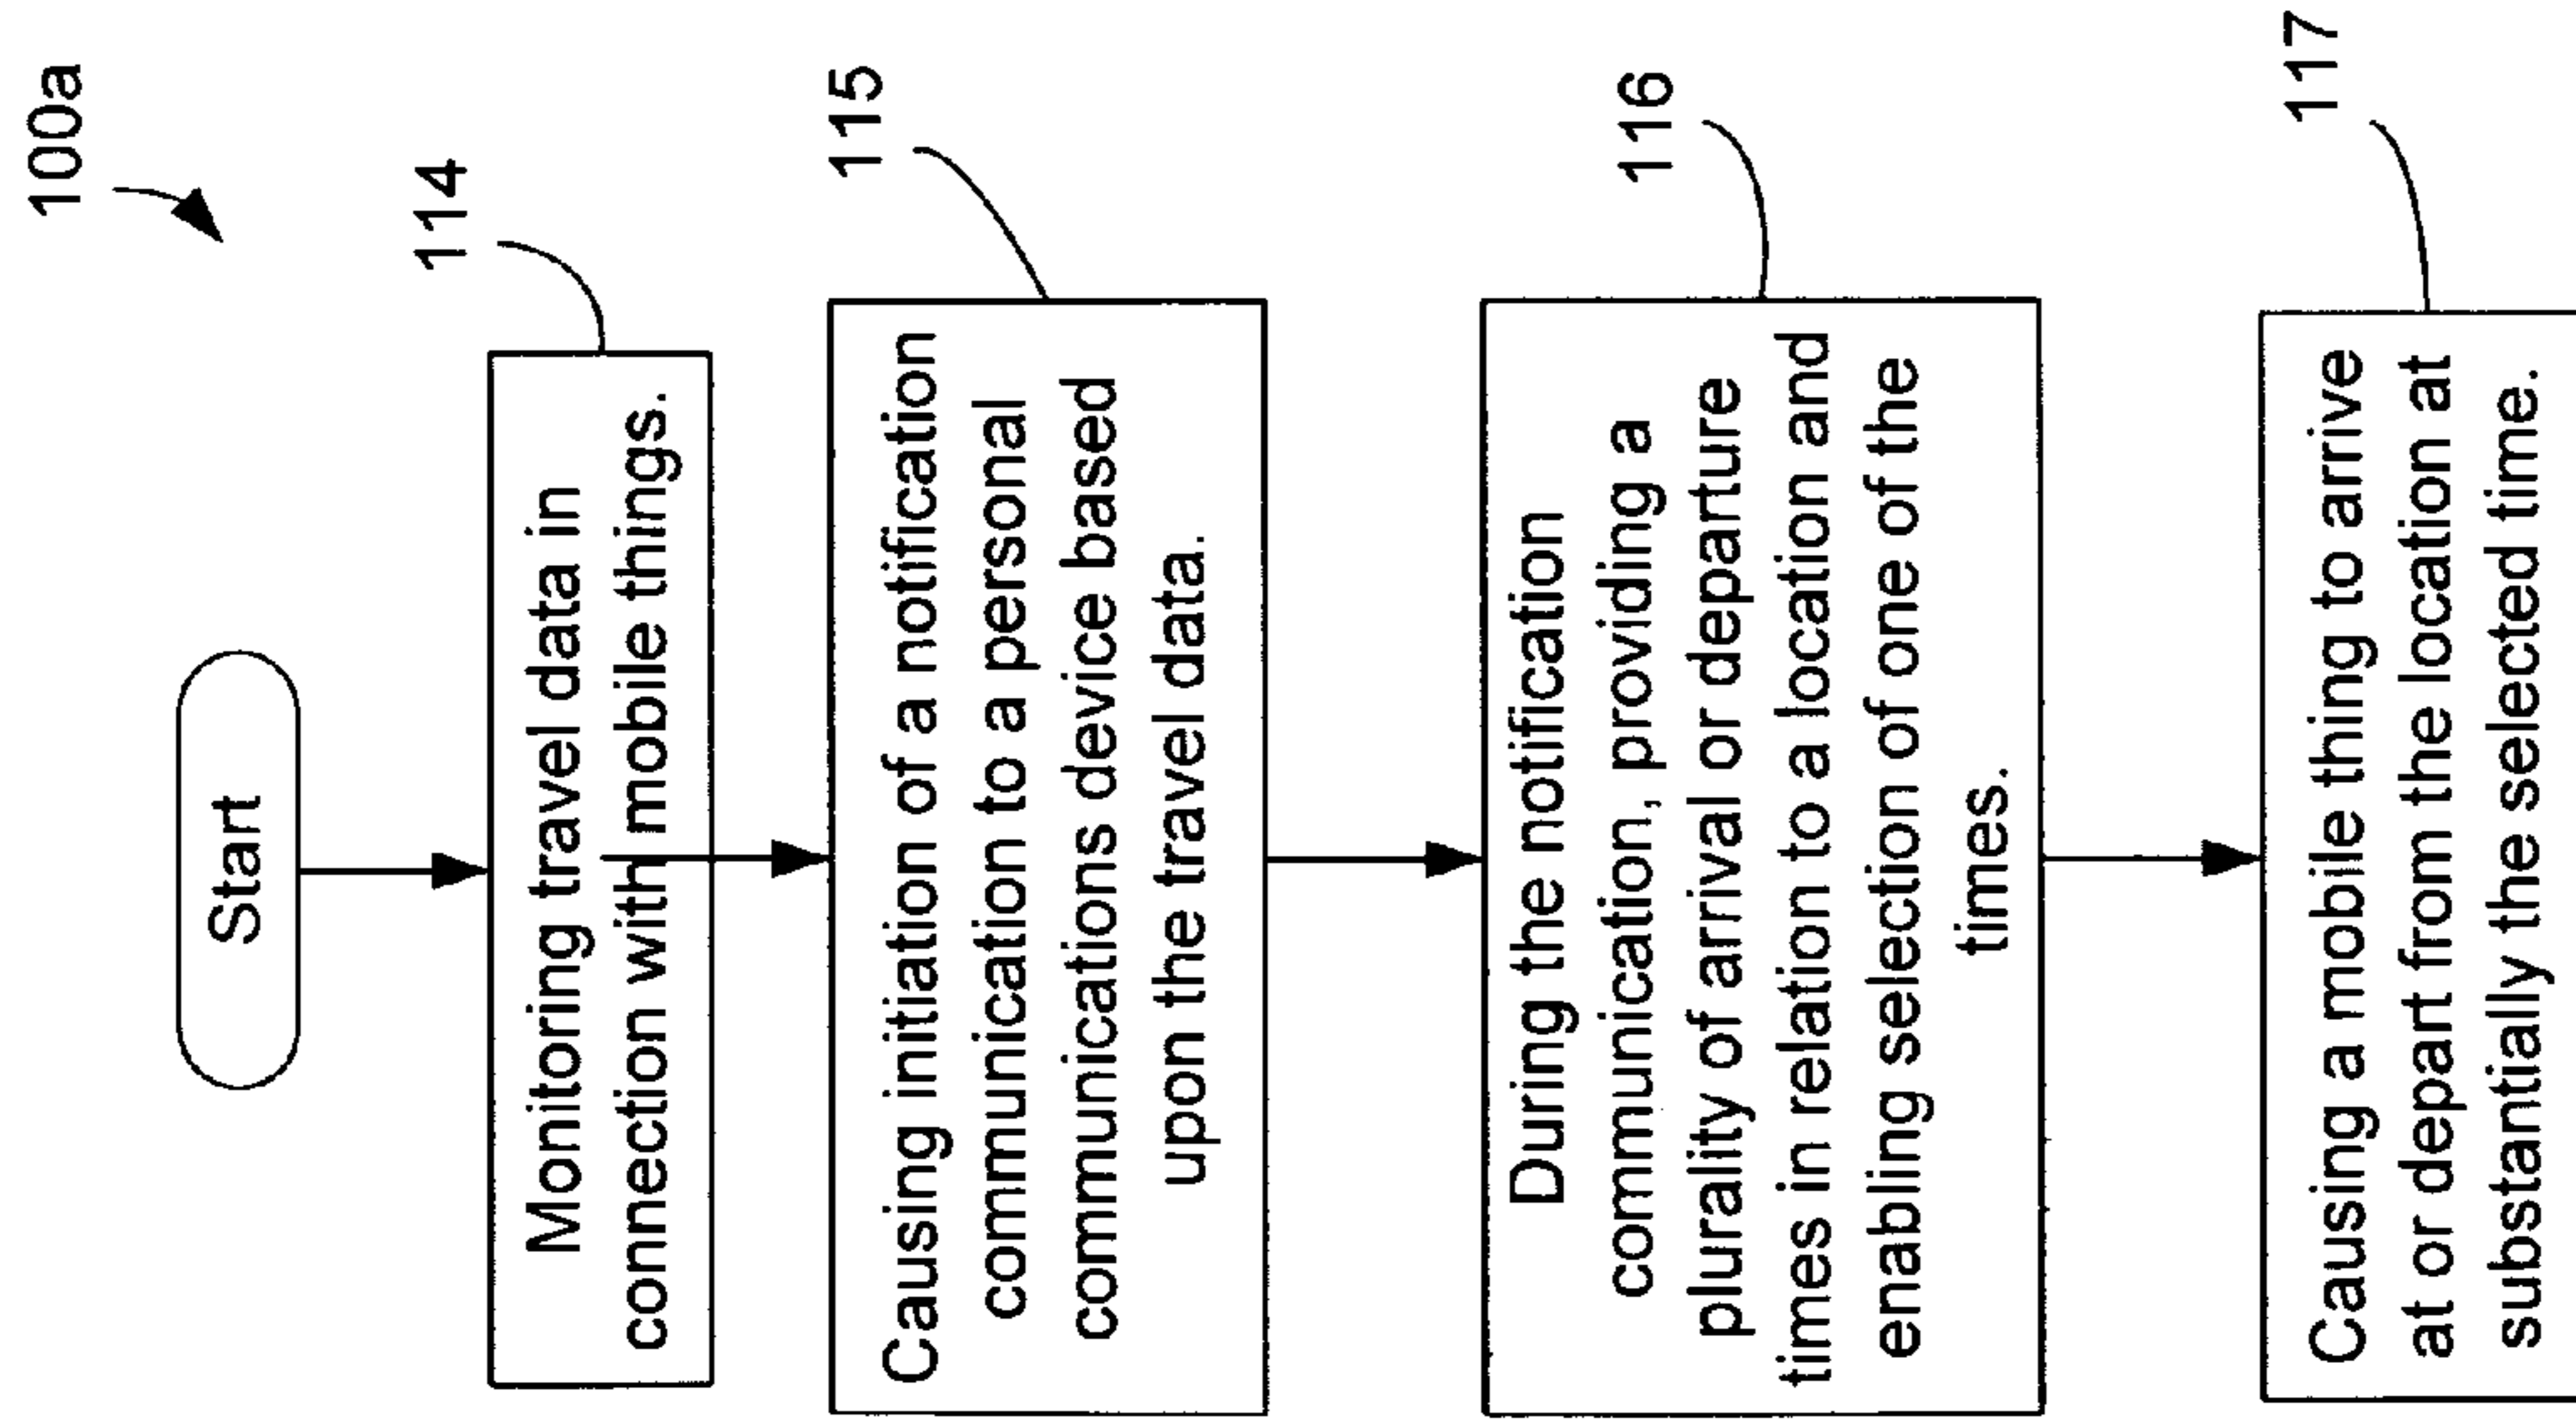 100a
Start
114
Monitoring travel data in
connection with mobile things.
115
Causing initiation of a notification
communication to a personal
communications device based
upon the travel data.
116
During the notification
communication, providing a
plurality of arrival or departure
times in relation to a location and
enabling selection of one of the
times.
117
Causing a mobile thing to arrive
at or depart from the location at
substantially the selected time.